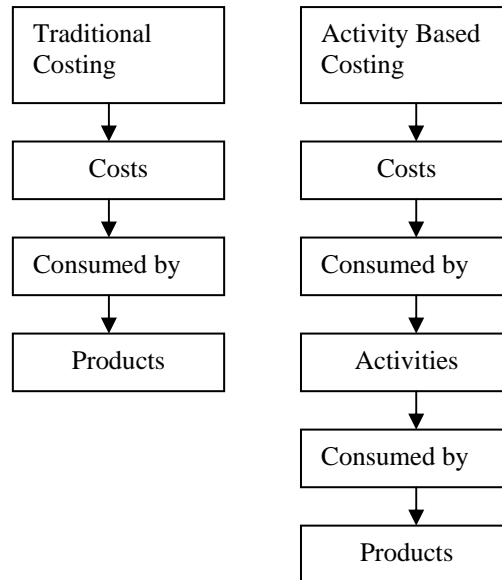 Traditional
Costing
Costs
Consumed by
Products
Activity Based
Costing
Costs
Consumed by
Activities
Consumed by
Products